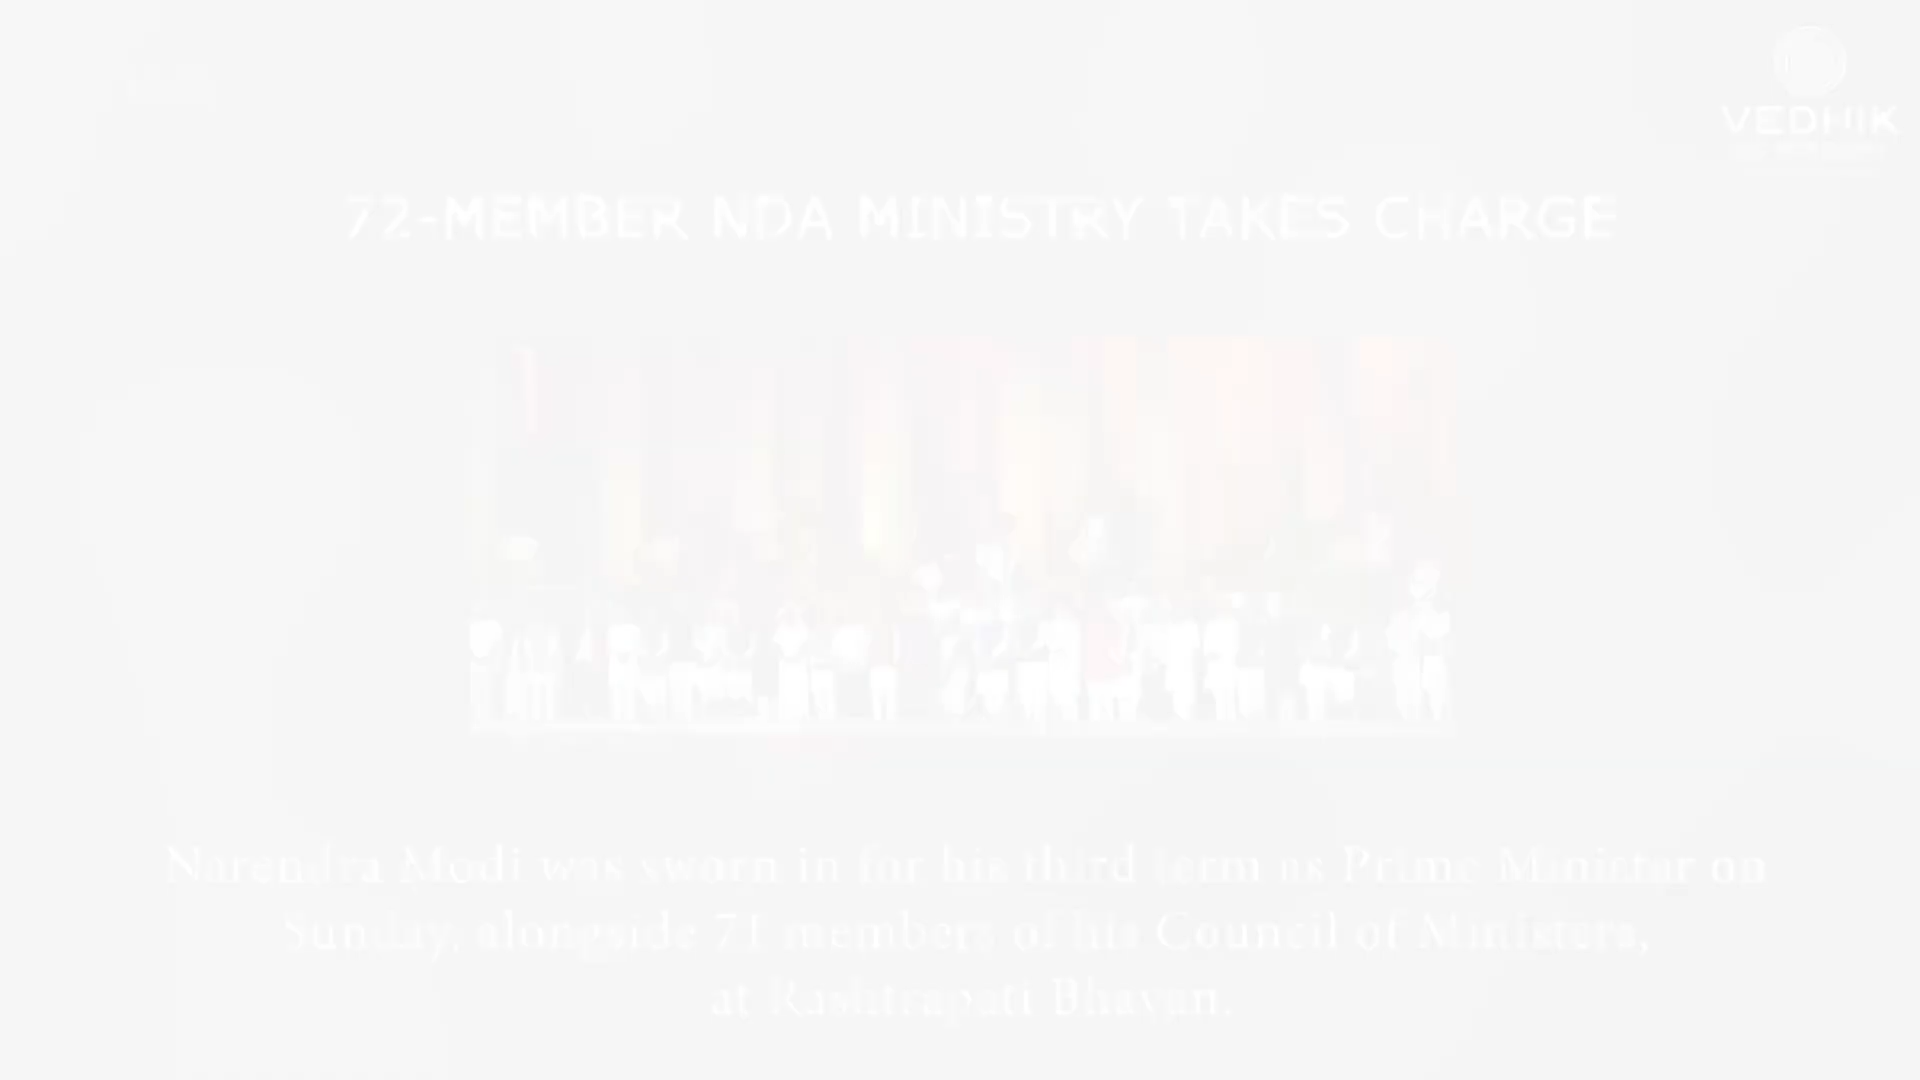 VEDHIK
72-MEMBER NDA MINISTRY TAKES CHARGE
Narendra Modi was sworn in for his third term as Prime Minister on
Sunday, alongside 71 members of his Council of Ministers,
at Rashtrapati Bhavan.